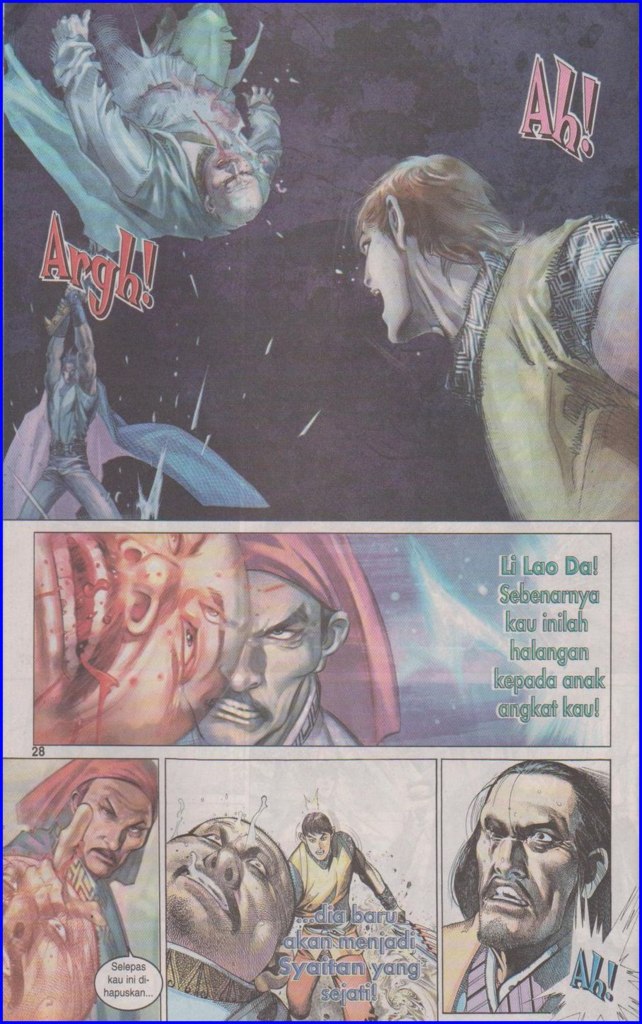 Ah!
Argh!
Li Lao Da!
Sebenarnya
kau inilah
halangan
kepada anak
angkat kau!
28
Selepas
kau ini di-
hapuskan...
...dia baru
akan menjadi
Syaitan yang
sejati!
Ah!